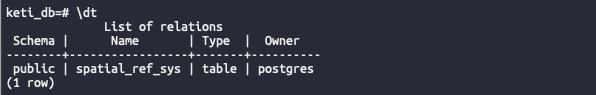 keti_db=# \dt
List of relations
Schema | Name | Type | Owner
--------+-----------------+-------+----------
public | spatial_ref_sys | table | postgres
(1 row)